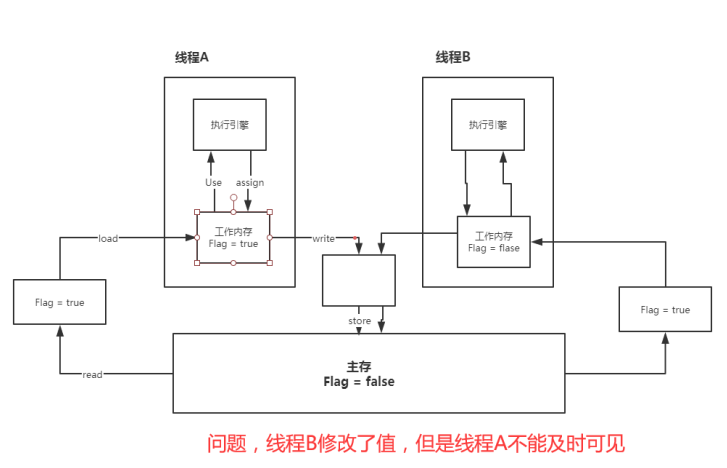 线程A
线程B
执行引擎
执行引擎
Use
assign
工作内存
Flag = true
工作内存
Flag = flase
load
write
Flag = true
Flag = true
store
read
主存
Flag = false
问题，线程B修改了值，但是线程A不能及时可见